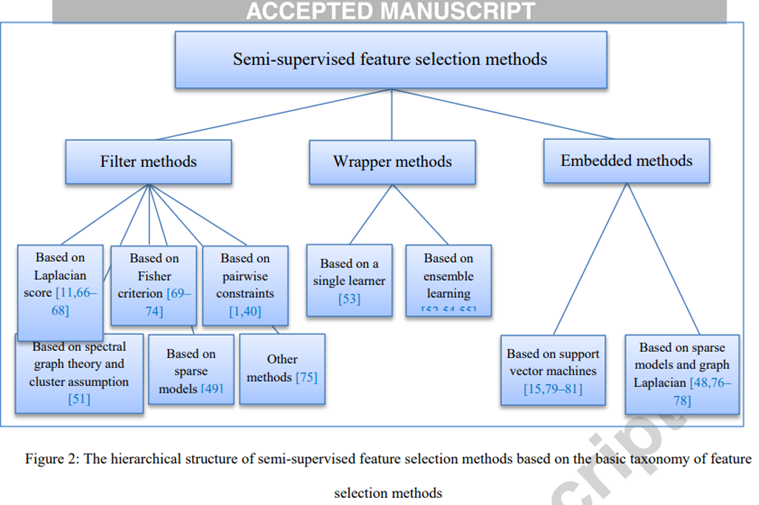 ACCEPTED MANUSCRIPT
Semi-supervised feature selection methods
Filter methods
Wrapper methods
Embedded methods
Based on
Laplacian
score [11,66–
68]
Based on
Fisher
criterion [69–
74]
Based on
pairwise
constraints
[1,40]
Based on a
single learner
[53]
Based on
ensemble
learning
[52,54,55]
Based on spectral
graph theory and
cluster assumption
[51]
Based on
sparse
models [49]
Other
methods [75]
Based on support
vector machines
[15,79–81]
Based on sparse
models and graph
Laplacian [48,76–
78]
cript
Figure 2: The hierarchical structure of semi-supervised feature selection methods based on the basic taxonomy of feature
selection methods